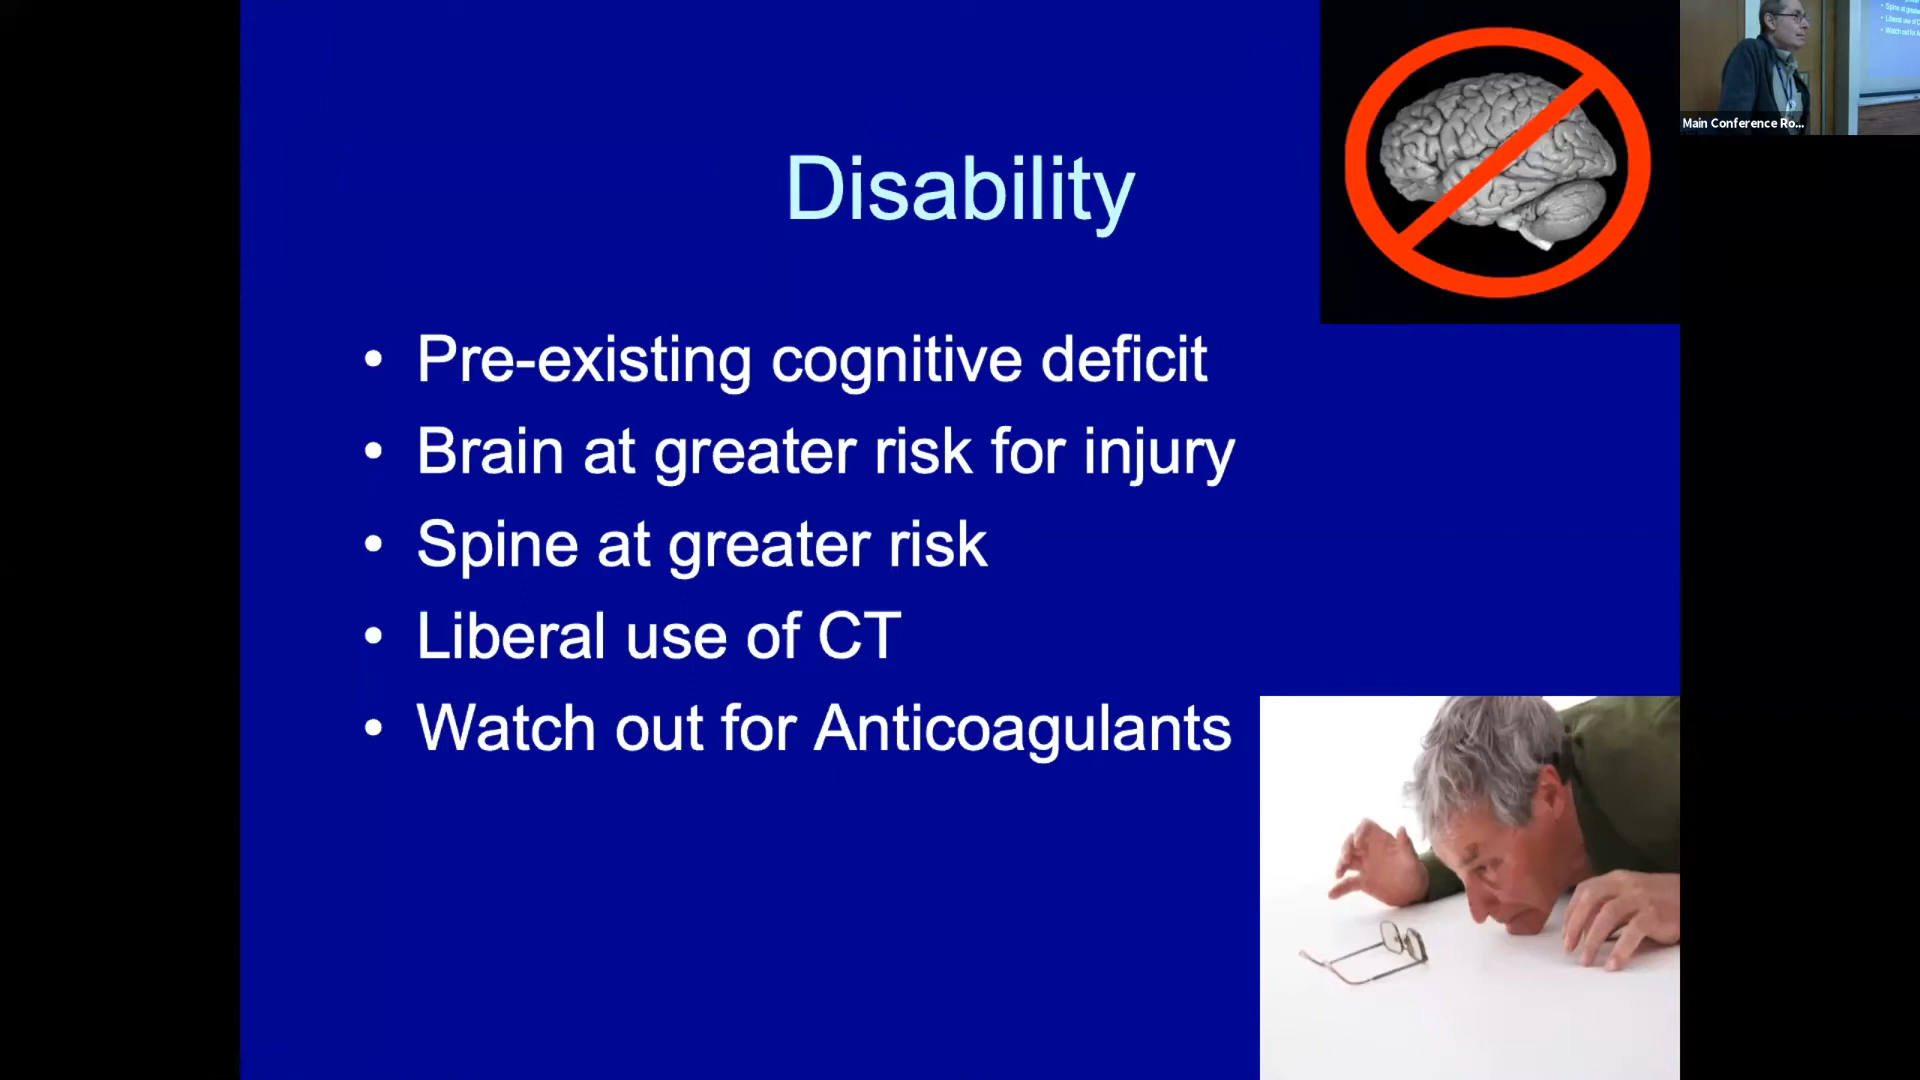 Disability
• Pre-existing cognitive deficit
• Brain at greater risk for injury
• Spine at greater risk
• Liberal use of CT
• Watch out for Anticoagulants
Main Conference Ro...